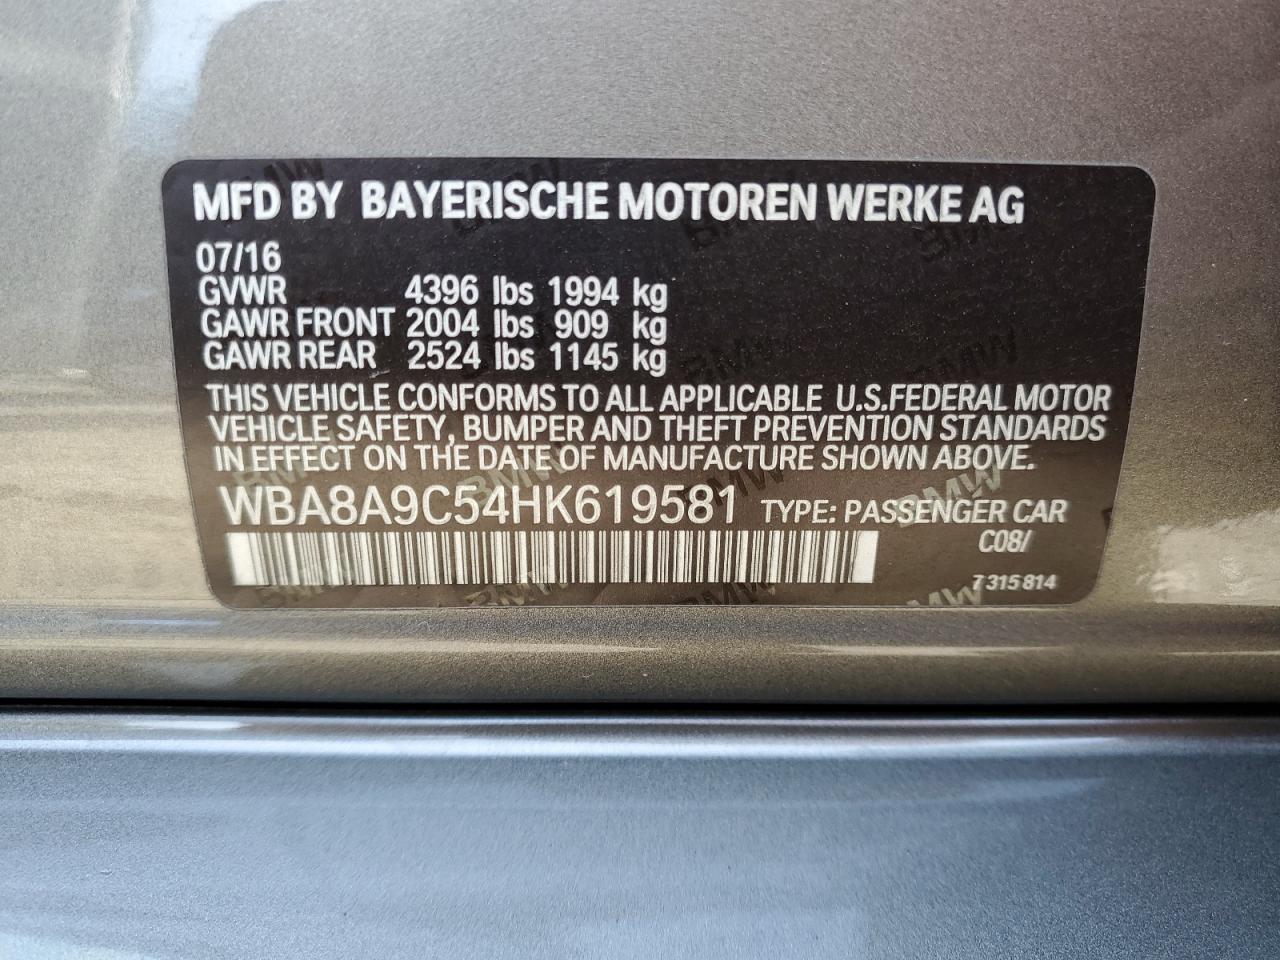 MFD BY BAYERISCHE MOTOREN WERKE AG
07/16
GVWR 4396 lbs 1994 kg
GAWR FRONT 2004 lbs 909 kg
GAWR REAR 2524 lbs 1145 kg
THIS VEHICLE CONFORMS TO ALL APPLICABLE U.S.FEDERAL MOTOR
VEHICLE SAFETY, BUMPER AND THEFT PREVENTION STANDARDS
IN EFFECT ON THE DATE OF MANUFACTURE SHOWN ABOVE.
WBA8A9C54HK619581 TYPE: PASSENGER CAR
C08/
7 315 814